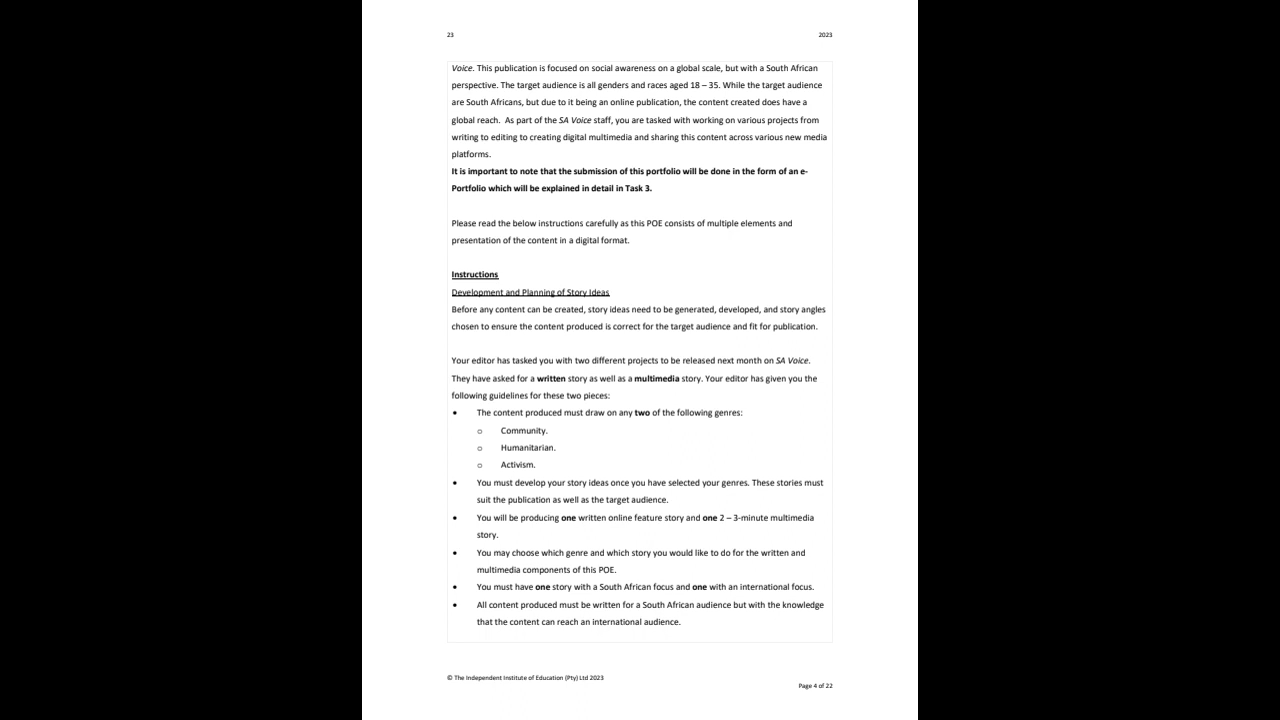 23
2023
Voice. This publication is focused on social awareness on a global scale, but with a South African
perspective. The target audience is all genders and races aged 18 – 35. While the target audience
are South Africans, but due to it being an online publication, the content created does have a
global reach.  As part of the SA Voice staff, you are tasked with working on various projects from
writing to editing to creating digital multimedia and sharing this content across various new media
platforms.
It is important to note that the submission of this portfolio will be done in the form of an e-
Portfolio which will be explained in detail in Task 3.
Please read the below instructions carefully as this POE consists of multiple elements and
presentation of the content in a digital format.
Instructions
Development and Planning of Story Ideas
Before any content can be created, story ideas need to be generated, developed, and story angles
chosen to ensure the content produced is correct for the target audience and fit for publication.
Your editor has tasked you with two different projects to be released next month on SA Voice.
They have asked for a written story as well as a multimedia story. Your editor has given you the
following guidelines for these two pieces:
• The content produced must draw on any two of the following genres:
o Community.
o Humanitarian.
o Activism.
• You must develop your story ideas once you have selected your genres. These stories must
suit the publication as well as the target audience.
• You will be producing one written online feature story and one 2 – 3-minute multimedia
story.
• You may choose which genre and which story you would like to do for the written and
multimedia components of this POE.
• You must have one story with a South African focus and one with an international focus.
• All content produced must be written for a South African audience but with the knowledge
that the content can reach an international audience.
© The Independent Institute of Education (Pty) Ltd 2023
Page 4 of 22